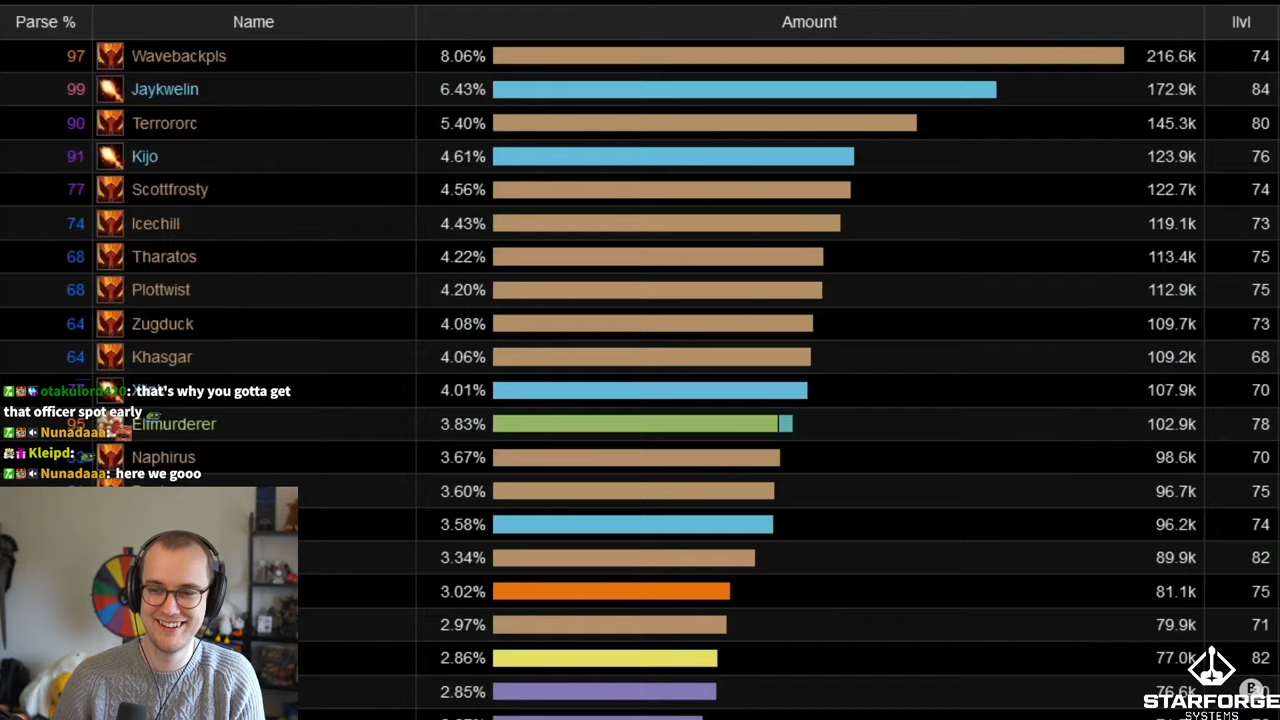 Parse % Name Amount Ilvl
97 Wavebackpls 8.06% 216.6k 74
99 Jaykwelin 6.43% 172.9k 84
90 Terrororc 5.40% 145.3k 80
91 Kijo 4.61% 123.9k 76
77 Scottfrosty 4.56% 122.7k 74
74 Icechill 4.43% 119.1k 73
68 Tharatos 4.22% 113.4k 75
68 Plottwist 4.20% 112.9k 75
64 Zugduck 4.08% 109.7k 73
64 Khasgar 4.06% 109.2k 68
4.01% 107.9k 70
95 Elfmurderer 3.83% 102.9k 78
Naphirus 3.67% 98.6k 70
3.60% 96.7k 75
3.58% 96.2k 74
3.34% 89.9k 82
3.02% 81.1k 75
2.97% 79.9k 71
2.86% 77.0k 82
2.85% 76.6k
: that's why you gotta get
that officer spot early
Nunadaaa:
Kleipd:
Nunadaaa: here we gooo
STARFORGE
SYSTEMS